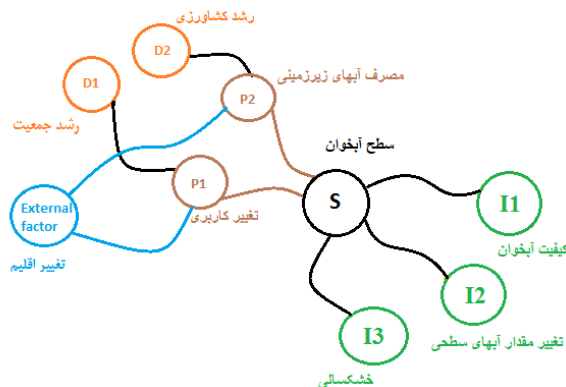 رشد کشاورزی
D2
مصرف آبهای زیرزمینی
D1
P2
رشد جمعیت
سطح آبخوان
P1
S
I1
External
factor
تغییر کاربری
کیفیت آبخوان
تغییر اقلیم
I2
I3
تغییر مقدار آبهای سطحی
خشکسالی